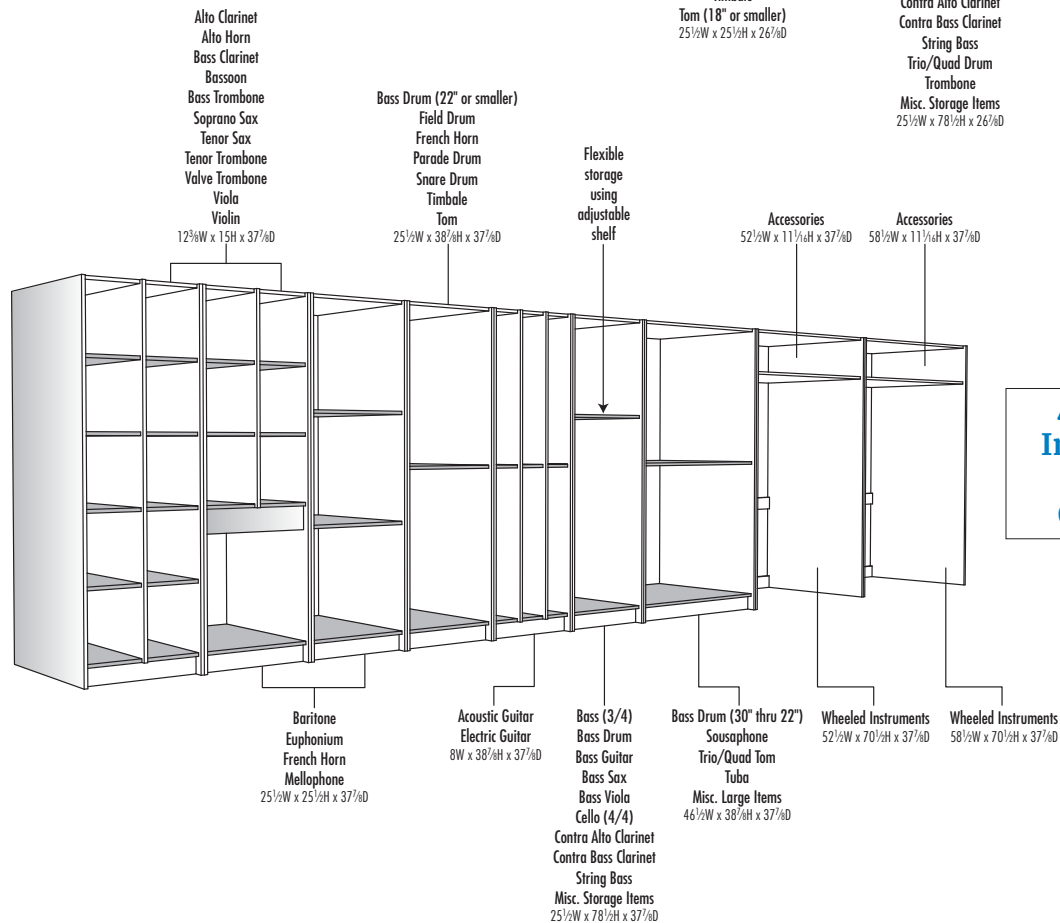 Alto Clarinet
Alto Horn
Bass Clarinet
Bassoon
Bass Trombone
Soprano Sax
Tenor Sax
Tenor Trombone
Valve Trombone
Viola
Violin
12⅜W x 15H x 37⅞D
Bass Drum (22" or smaller)
Field Drum
French Horn
Parade Drum
Snare Drum
Timbale
Tom
25½W x 38⅞H x 37⅞D
Flexible
storage
using
adjustable
shelf
Tom (18" or smaller)
25½W x 25½H x 26⅞D
Contra Alto Clarinet
Contra Bass Clarinet
String Bass
Trio/Quad Drum
Trombone
Misc. Storage Items
25½W x 78½H x 26⅞D
Accessories
52½W x 11¹⁄₁₆H x 37⅞D
Accessories
58½W x 11¹⁄₁₆H x 37⅞D
Baritone
Euphonium
French Horn
Mellophone
25½W x 25½H x 37⅞D
Acoustic Guitar
Electric Guitar
8W x 38⅞H x 37⅞D
Bass (3/4)
Bass Drum
Bass Guitar
Bass Sax
Bass Viola
Cello (4/4)
Contra Alto Clarinet
Contra Bass Clarinet
String Bass
Misc. Storage Items
25½W x 78½H x 37⅞D
Bass Drum (30" thru 22")
Sousaphone
Trio/Quad Tom
Tuba
Misc. Large Items
46½W x 38⅞H x 37⅞D
Wheeled Instruments
52½W x 70½H x 37⅞D
Wheeled Instruments
58½W x 70½H x 37⅞D